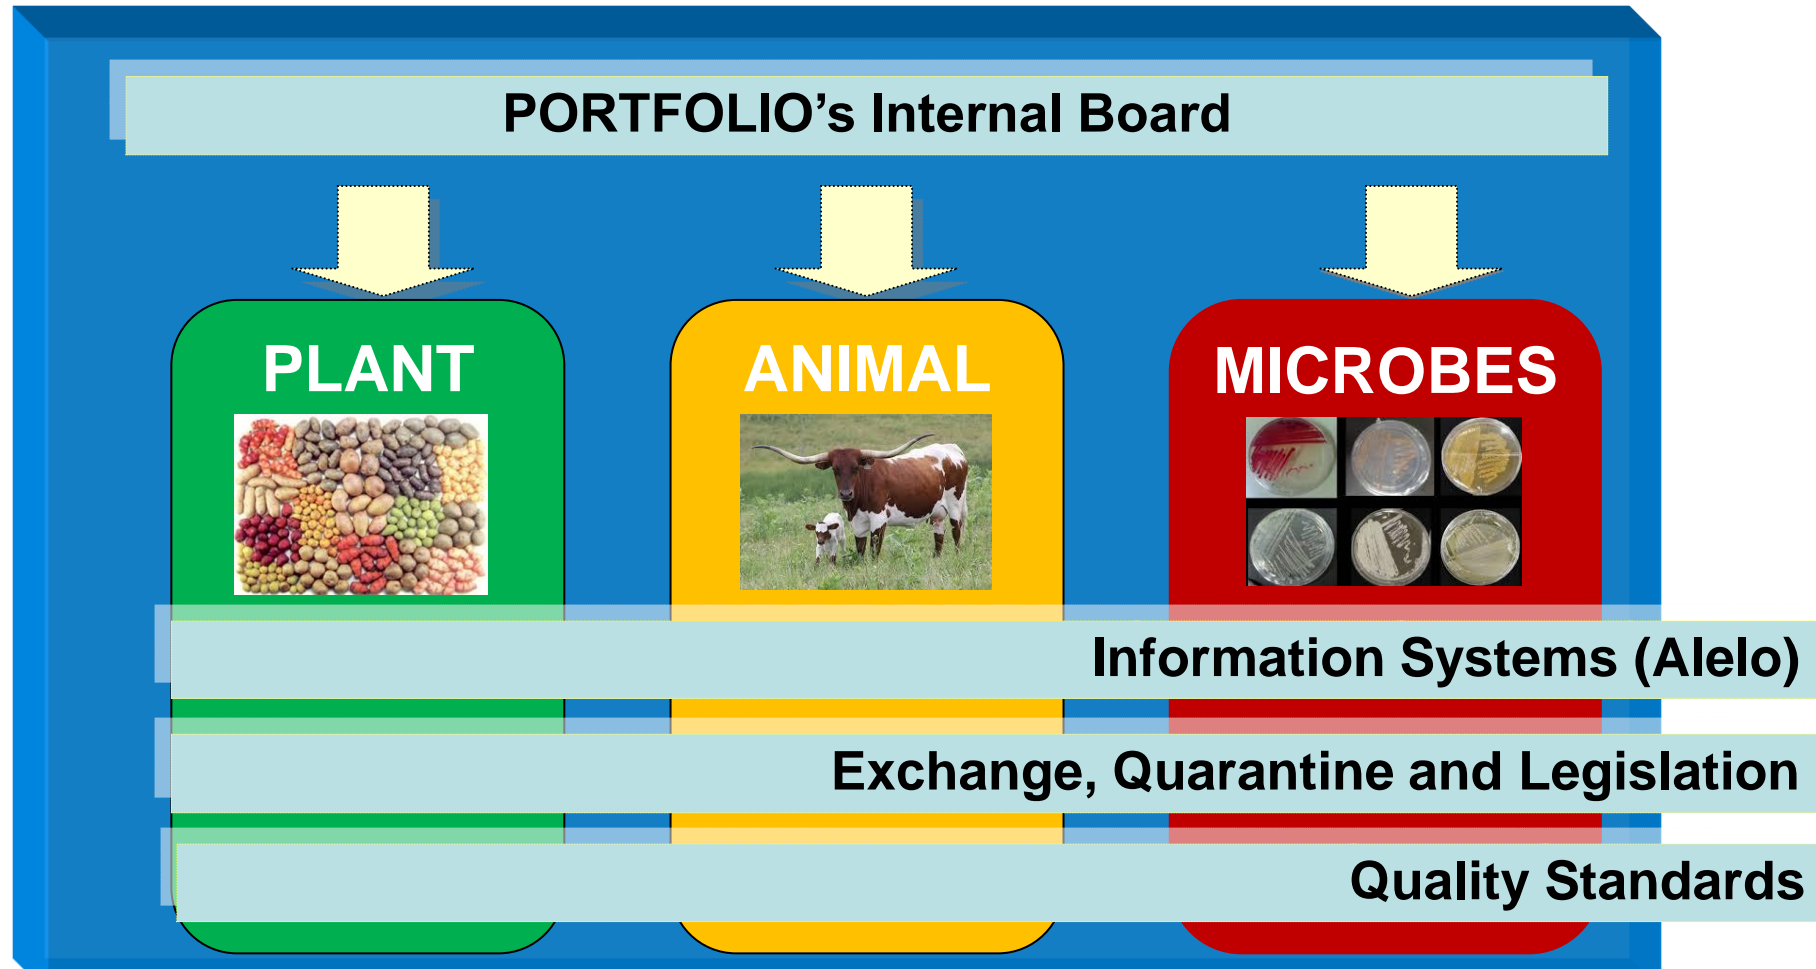 PORTFOLIO’s Internal Board
PLANT
ANIMAL
MICROBES
Information Systems (Alelo)
Exchange, Quarantine and Legislation
Quality Standards